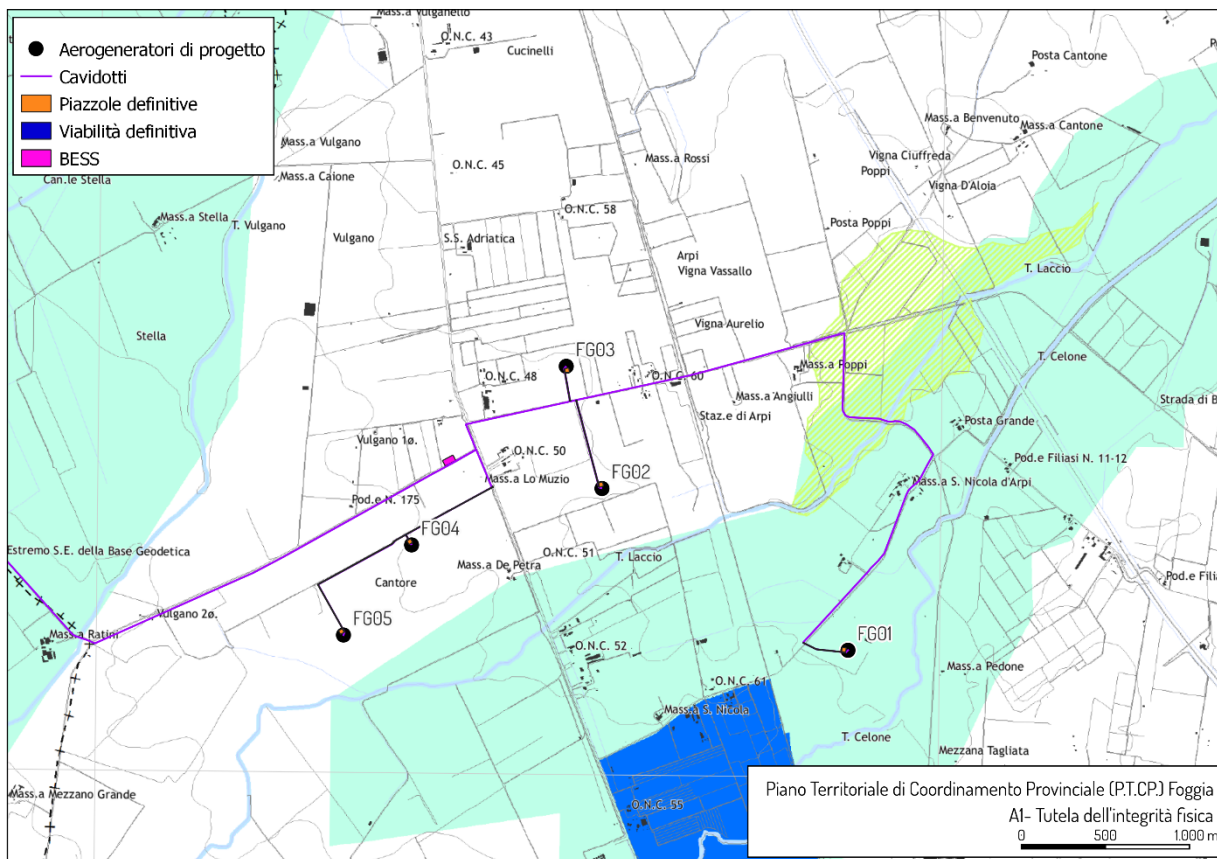 Aerogeneratori di progetto
Cavidotti
Piazzole definitive
Viabilità definitiva
BESS
Mass.a Vulganello
O.N.C. 43
Cucinelli
Posta Cantone
Mass.a Benvenuto
Mass.a Cantone
Mass.a Vulgano
Mass.a Rossi
Vigna Ciuffreda
Poppi
O.N.C. 45
Can.le Stella
Mass.a Caione
Vigna D'Aloia
Mass.a Stella
T. Vulgano
O.N.C. 58
Posta Poppi
Vulgano
S.S. Adriatica
Arpi
Vigna Vassallo
T. Laccio
Stella
Vigna Aurelio
T. Celone
FG03
Mass.a Poppi
O.N.C. 48
O.N.C. 60
Mass.a Angiulli
Strada di B
Staz.e di Arpi
Posta Grande
Vulgano 1ø.
O.N.C. 50
Pod.e Filiasi N. 11-12
Mass.a Lo Muzio
Mass.a S. Nicola d'Arpi
FG02
Pod.e N. 175
FG04
Estremo S.E. della Base Geodetica
O.N.C. 51
T. Laccio
Mass.a De Petra
Cantore
Pod.e Filia
Vulgano 2ø.
FG05
Mass.a Ratini
O.N.C. 52
FG01
Mass.a Pedone
O.N.C. 61
Mass.a S. Nicola
T. Celone
Mezzana Tagliata
Mass.a Mezzano Grande
O.N.C. 55
Piano Territoriale di Coordinamento Provinciale (P.T.CP.) Foggia
A1- Tutela dell'integrità fisica
0 500 1.000 m